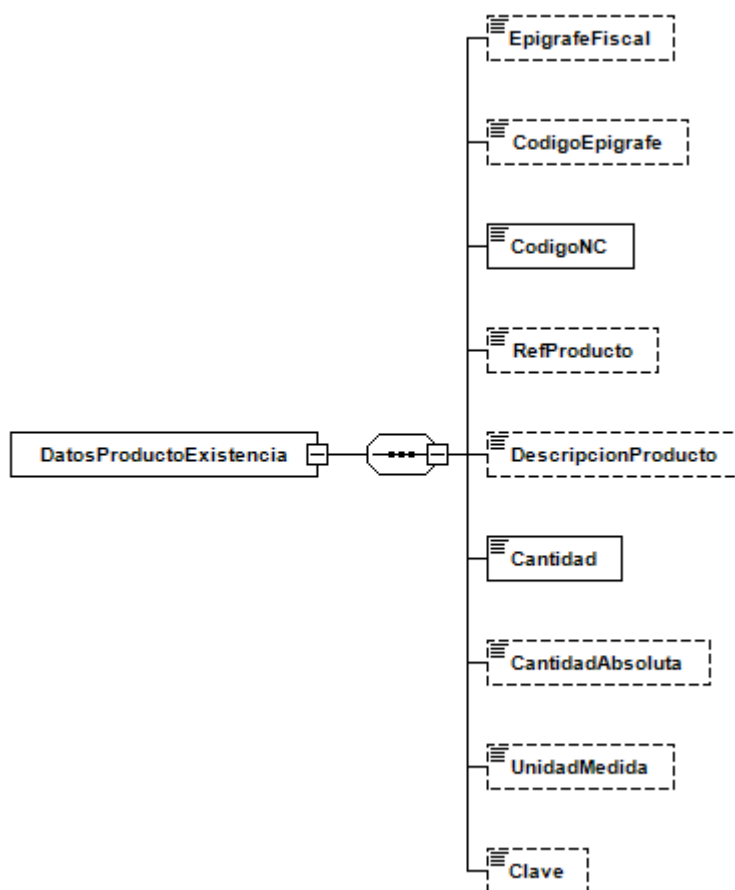 EpigrafeFiscal
CodigoEpigrafe
CodigoNC
RefProducto
DatosProductoExistencia
DescripcionProducto
Cantidad
CantidadAbsoluta
UnidadMedida
Clave